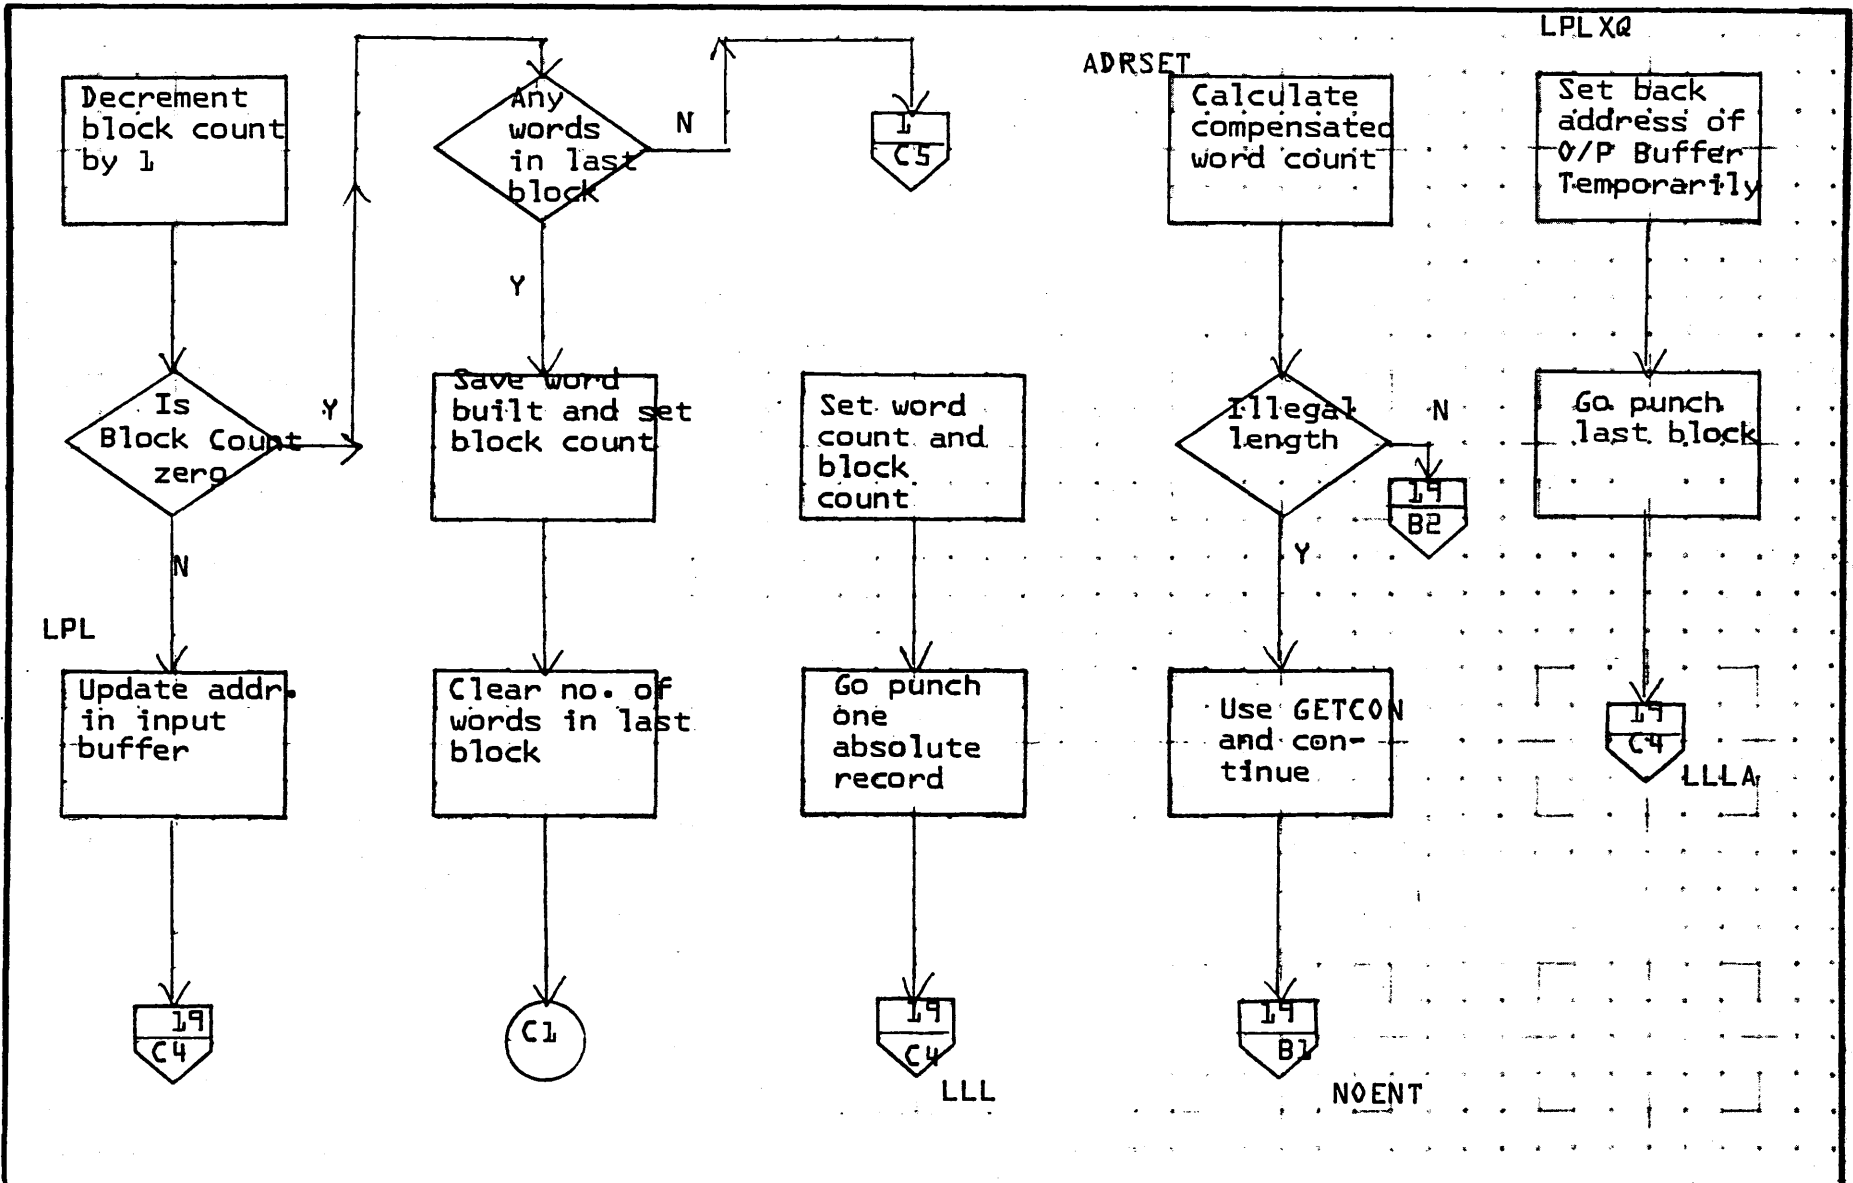 Decrement
block count
by 1
Is
Block Count
zero
Y
N
LPL
Update addr.
in input
buffer
19
C4
Any
words
in last
block
N
Y
1
C5
Save word
built and set
block count
Clear no. of
words in last
block
C1
Set word
count and
block
count
Go punch
one
absolute
record
19
C4
LLL
ADRSET
Calculate
compensated
word count
Illegal
length
N
19
B2
Y
Use GETCON
and con-
tinue
19
B1
NOENT
LPLXQ
Set back
address of
O/P Buffer
Temporarily
Go punch
last block
19
C4
LLLA